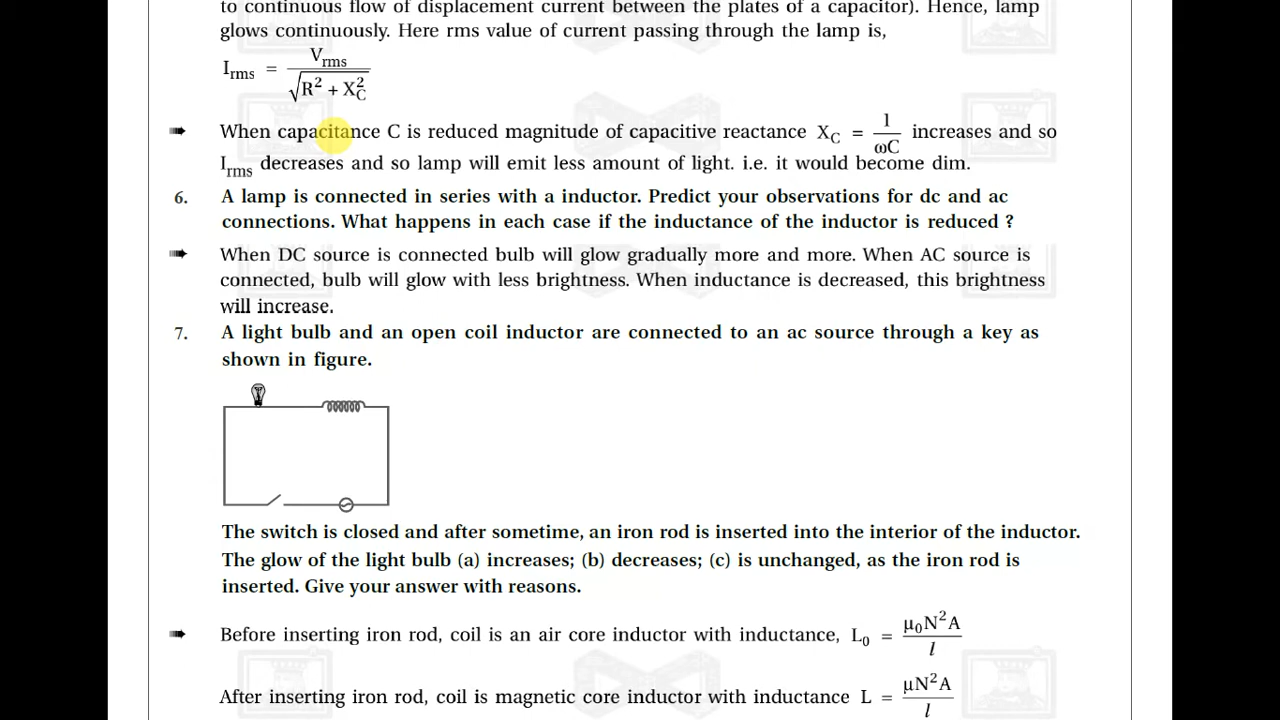 to continuous flow of displacement current between the plates of a capacitor). Hence, lamp
glows continuously. Here rms value of current passing through the lamp is,
I_rms = V_rms / √(R² + X_C²)
➠ When capacitance C is reduced magnitude of capacitive reactance X_C = 1/ωC increases and so
I_rms decreases and so lamp will emit less amount of light. i.e. it would become dim.
6. A lamp is connected in series with a inductor. Predict your observations for dc and ac
connections. What happens in each case if the inductance of the inductor is reduced ?
➠ When DC source is connected bulb will glow gradually more and more. When AC source is
connected, bulb will glow with less brightness. When inductance is decreased, this brightness
will increase.
7. A light bulb and an open coil inductor are connected to an ac source through a key as
shown in figure.
The switch is closed and after sometime, an iron rod is inserted into the interior of the inductor.
The glow of the light bulb (a) increases; (b) decreases; (c) is unchanged, as the iron rod is
inserted. Give your answer with reasons.
➠ Before inserting iron rod, coil is an air core inductor with inductance, L₀ = μ₀N²A / l
After inserting iron rod, coil is magnetic core inductor with inductance L = μN²A / l